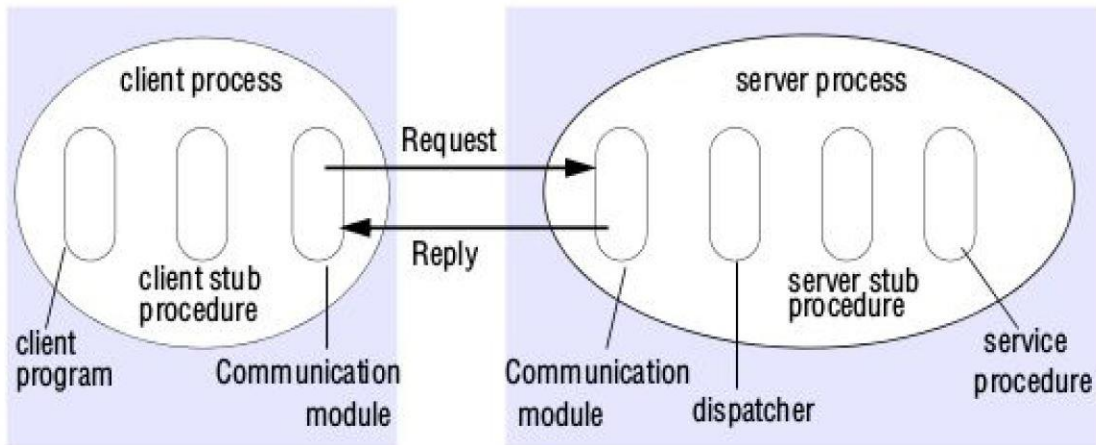 client process
server process
Request
Reply
client stub
procedure
server stub
procedure
client
program
Communication
module
Communication
module
dispatcher
service
procedure